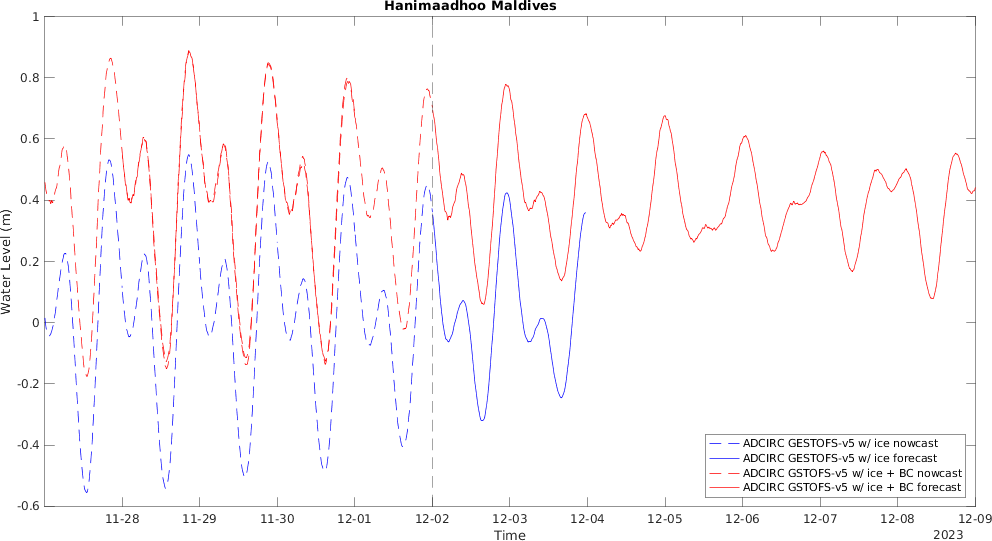 Hanimaadhoo Maldives
Water Level (m)
1
0.8
0.6
0.4
0.2
0
-0.2
-0.4
-0.6
ADCIRC GESTOFS-v5 w/ ice nowcast
ADCIRC GESTOFS-v5 w/ ice forecast
ADCIRC GSTOFS-v5 w/ ice + BC nowcast
ADCIRC GSTOFS-v5 w/ ice + BC forecast
11-28 11-29 11-30 12-01 12-02 12-03 12-04 12-05 12-06 12-07 12-08 12-09
Time
2023